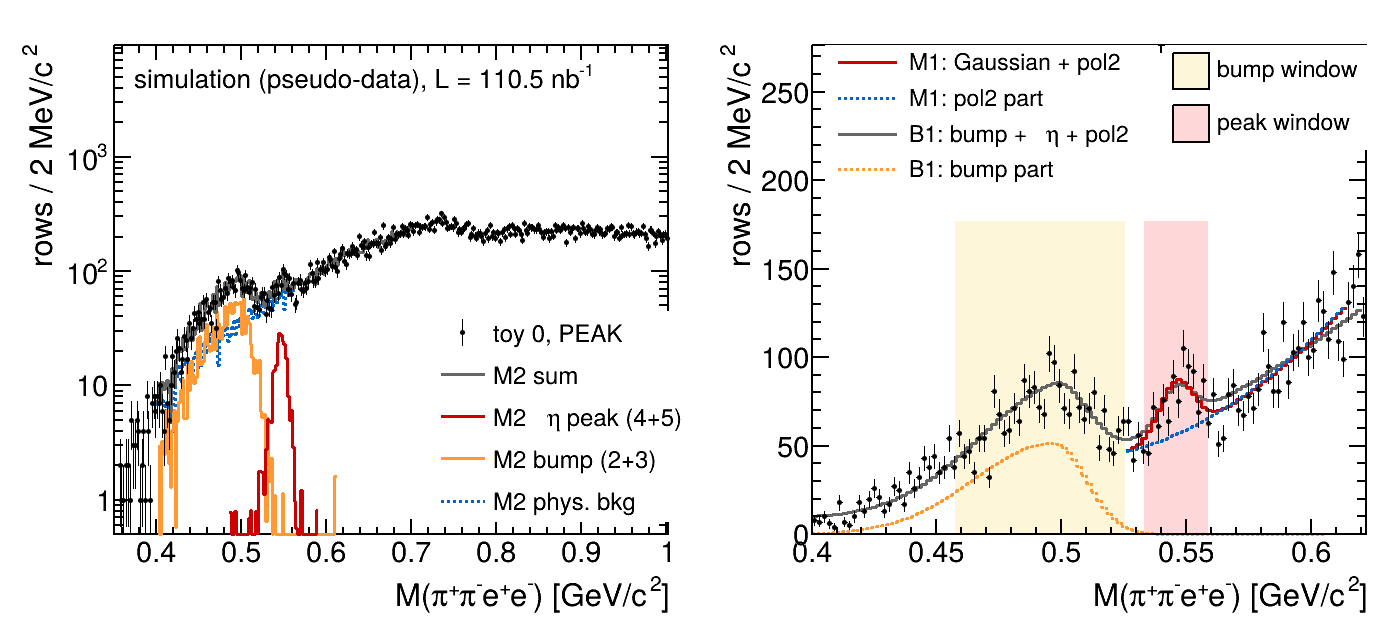 rows / 2 MeV/c²
simulation (pseudo-data), L = 110.5 nb⁻¹
10³
10²
10
1
toy 0, PEAK
M2 sum
M2 η peak (4+5)
M2 bump (2+3)
M2 phys. bkg
0.4 0.5 0.6 0.7 0.8 0.9 1
M(π⁺π⁻e⁺e⁻) [GeV/c²]
rows / 2 MeV/c²
M1: Gaussian + pol2
M1: pol2 part
B1: bump + η + pol2
B1: bump part
bump window
peak window
250
200
150
100
50
0
0.4 0.45 0.5 0.55 0.6
M(π⁺π⁻e⁺e⁻) [GeV/c²]